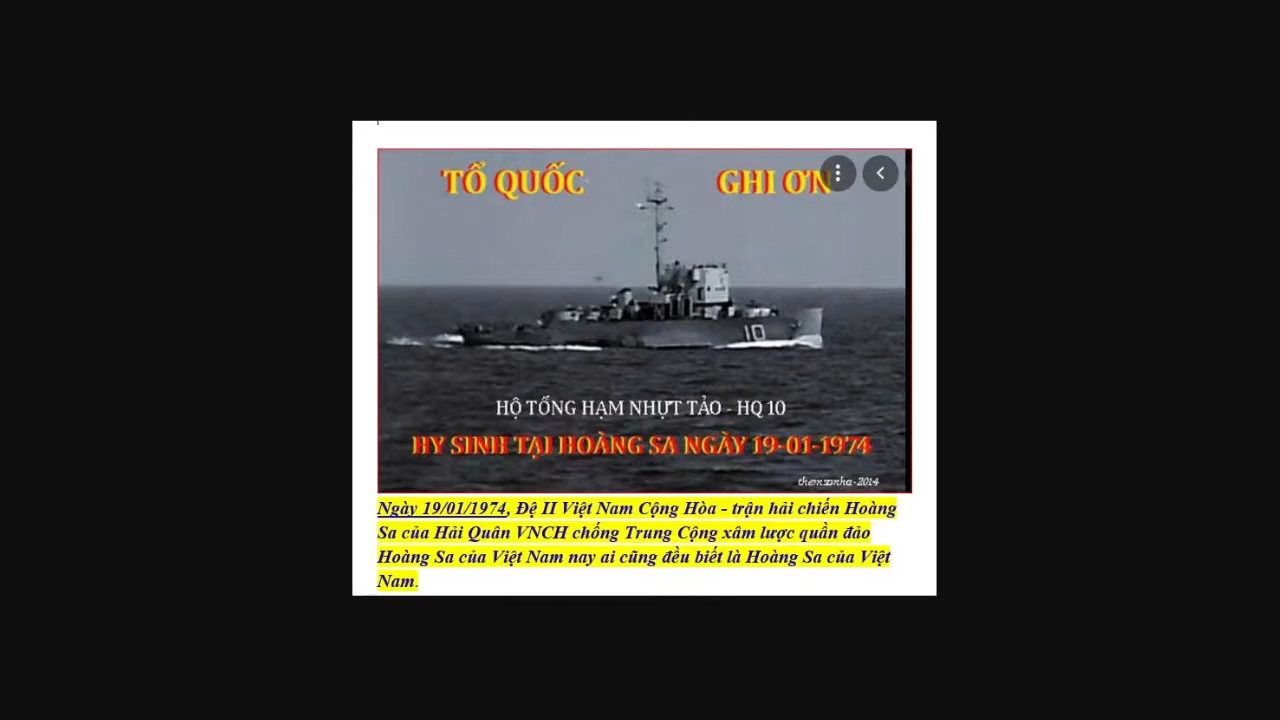 TỔ QUỐC GHI ƠN
10
HỘ TỐNG HẠM NHỰT TẢO - HQ 10
HY SINH TẠI HOÀNG SA NGÀY 19-01-1974
themsonha-2014
Ngày 19/01/1974, Đệ II Việt Nam Cộng Hòa - trận hải chiến Hoàng
Sa của Hải Quân VNCH chống Trung Cộng xâm lược quần đảo
Hoàng Sa của Việt Nam nay ai cũng đều biết là Hoàng Sa của Việt
Nam.